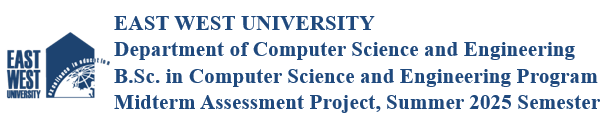 EAST WEST UNIVERSITY
Department of Computer Science and Engineering
B.Sc. in Computer Science and Engineering Program
Midterm Assessment Project, Summer 2025 Semester
EAST
WEST
UNIVERSITY
excellence in education